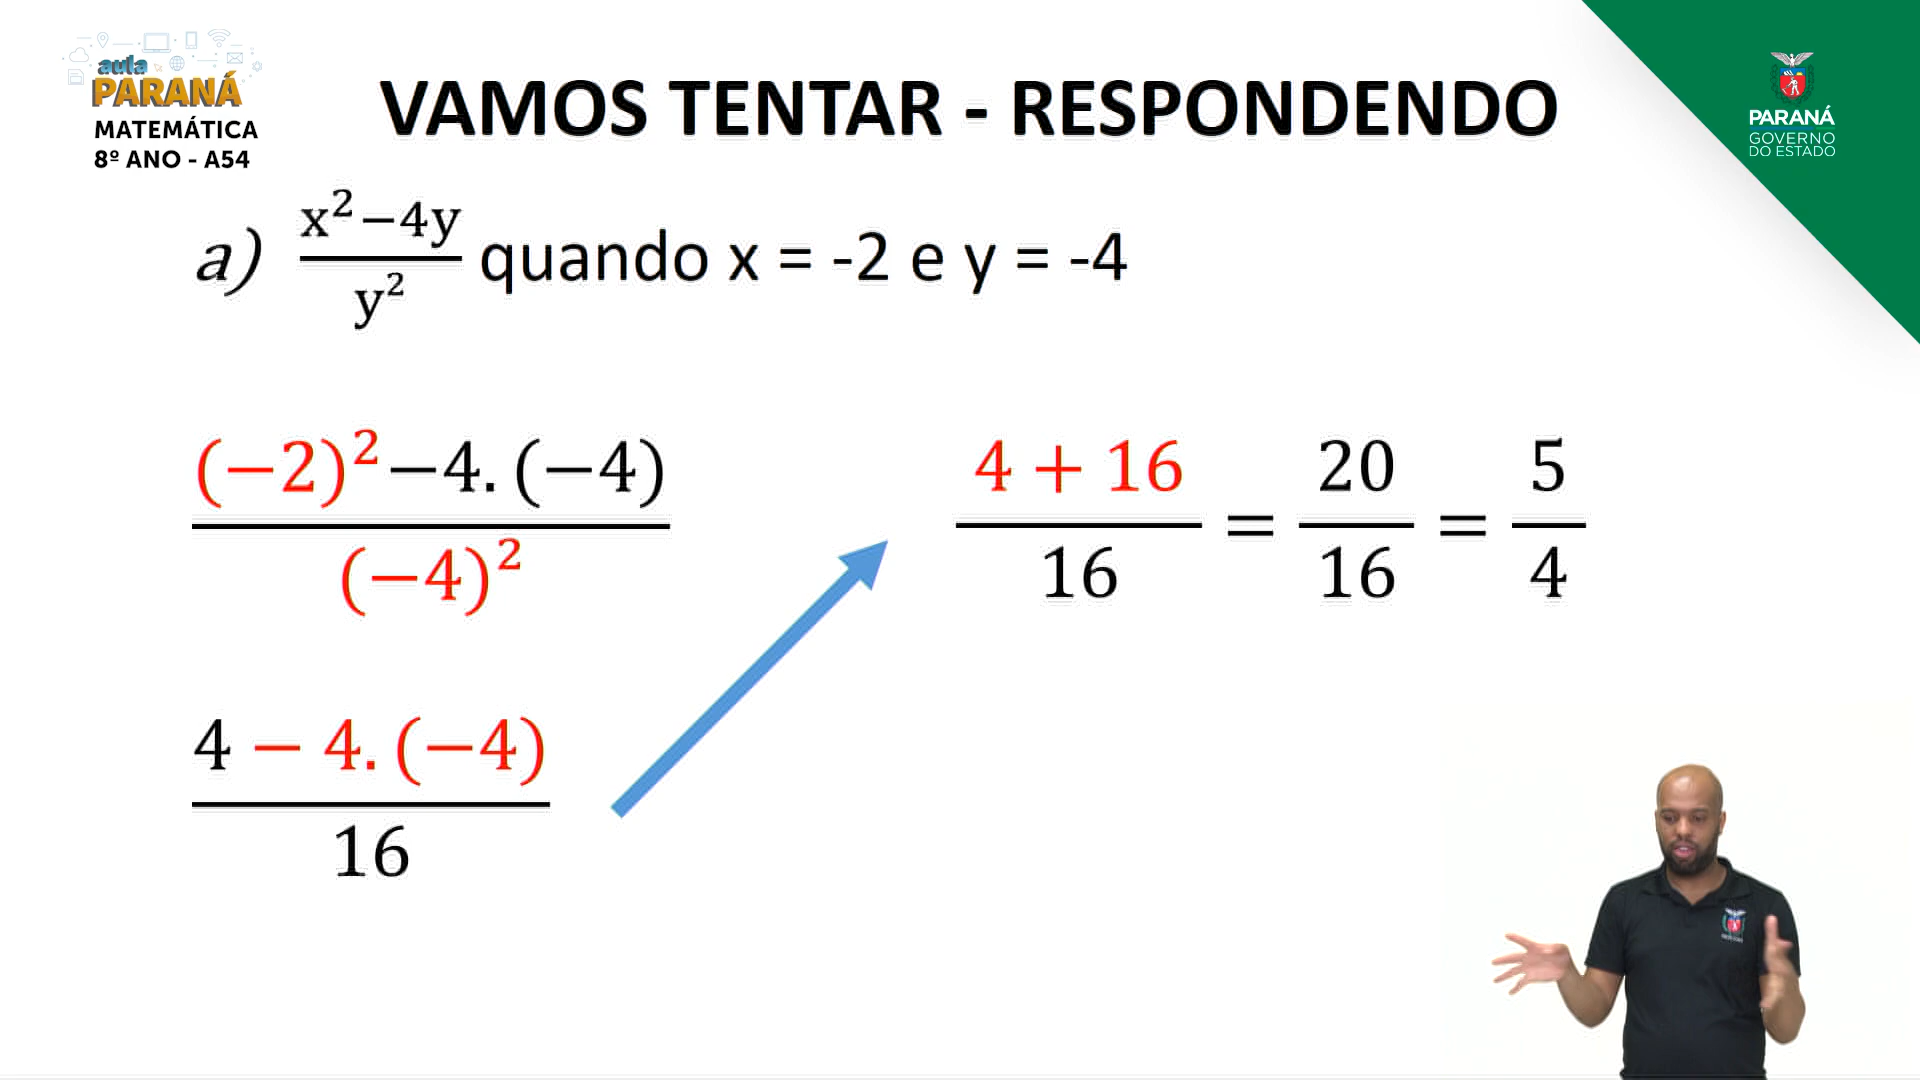 aula
PARANÁ
MATEMÁTICA
8º ANO - A54
VAMOS TENTAR - RESPONDENDO
PARANÁ
GOVERNO
DO ESTADO
a) (x²−4y)/y² quando x = -2 e y = -4
((−2)²−4.(−4))/(−4)²
(4 − 4.(−4))/16
(4 + 16)/16 = 20/16 = 5/4